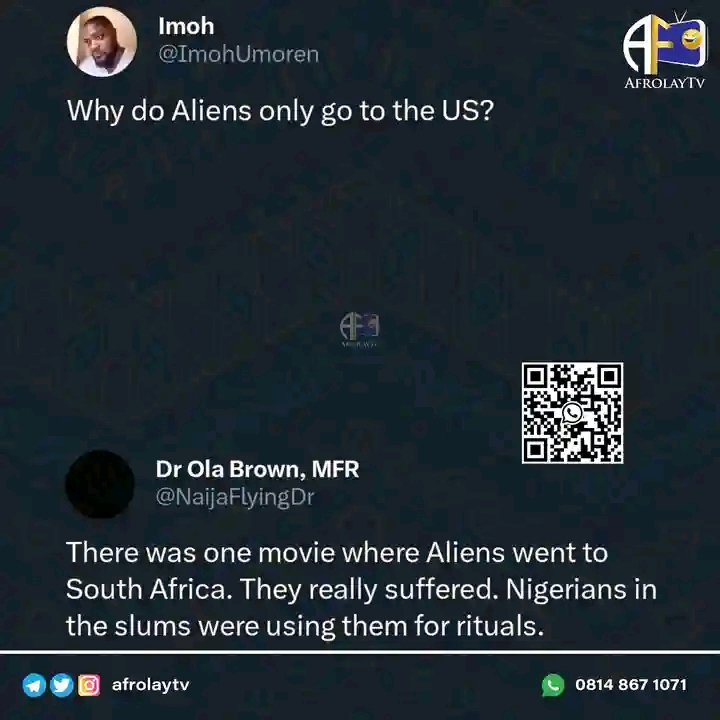 Imoh
@ImohUmoren
AFROLAYTV
Why do Aliens only go to the US?
AFROLAYTV
Dr Ola Brown, MFR
@NaijaFlyingDr
There was one movie where Aliens went to
South Africa. They really suffered. Nigerians in
the slums were using them for rituals.
afrolaytv
0814 867 1071